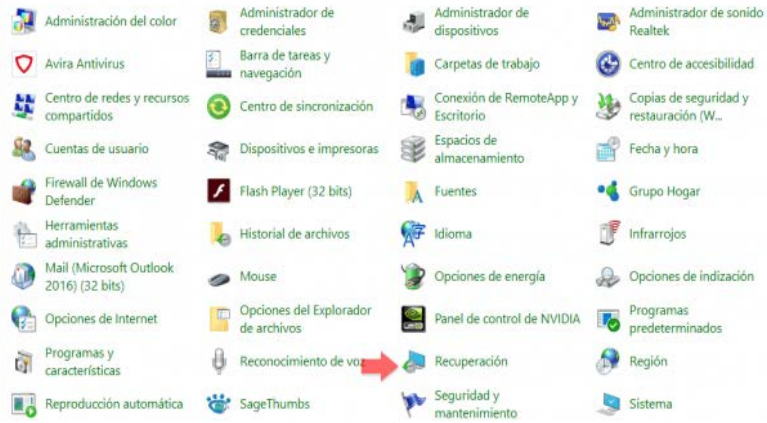 Administración del color
Administrador de
credenciales
Administrador de
dispositivos
Administrador de sonido
Realtek
Avira Antivirus
Barra de tareas y
navegación
Carpetas de trabajo
Centro de accesibilidad
Centro de redes y recursos
compartidos
Centro de sincronización
Conexión de RemoteApp y
Escritorio
Copias de seguridad y
restauración (W...
Cuentas de usuario
Dispositivos e impresoras
Espacios de
almacenamiento
Fecha y hora
Firewall de Windows
Defender
Flash Player (32 bits)
Fuentes
Grupo Hogar
Herramientas
administrativas
Historial de archivos
Idioma
Infrarrojos
Mail (Microsoft Outlook
2016) (32 bits)
Mouse
Opciones de energía
Opciones de indización
Opciones de Internet
Opciones del Explorador
de archivos
Panel de control de NVIDIA
Programas
predeterminados
Programas y
características
Reconocimiento de voz
Recuperación
Región
Reproducción automática
SageThumbs
Seguridad y
mantenimiento
Sistema